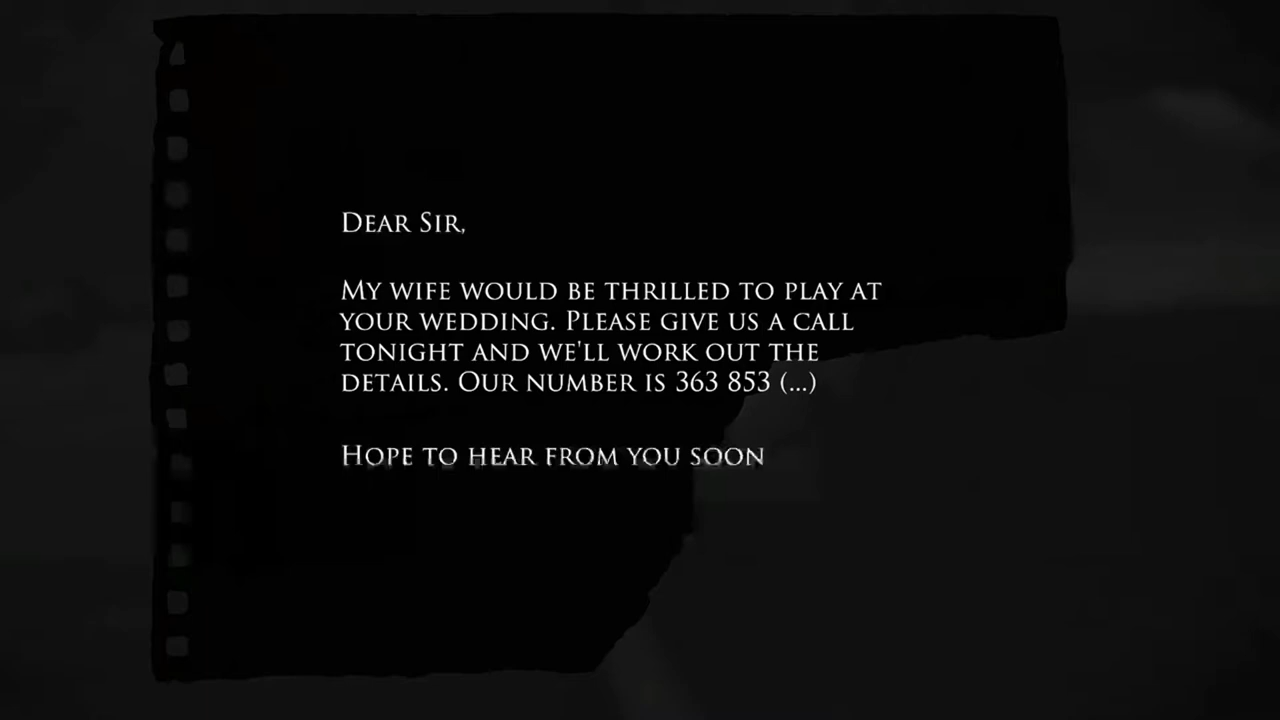 Dear Sir,
My wife would be thrilled to play at
your wedding. Please give us a call
tonight and we'll work out the
details. Our number is 363 853 (...)
Hope to hear from you soon